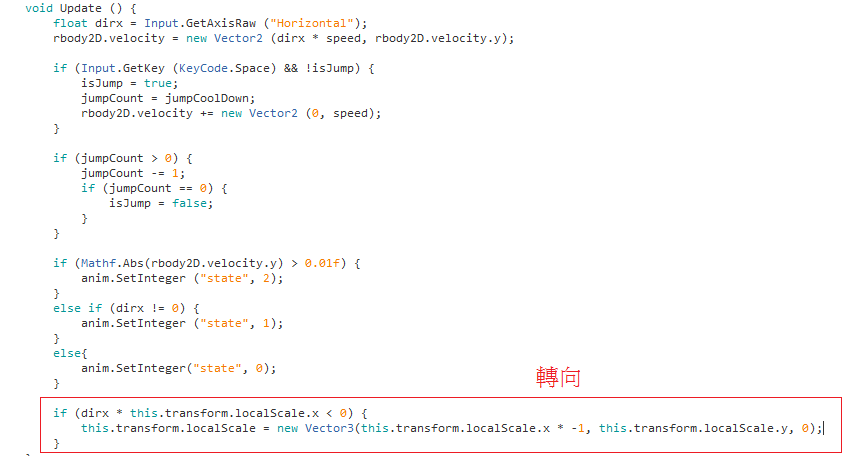 void Update () {
float dirx = Input.GetAxisRaw ("Horizontal");
rbody2D.velocity = new Vector2 (dirx * speed, rbody2D.velocity.y);
if (Input.GetKey (KeyCode.Space) && !isJump) {
isJump = true;
jumpCount = jumpCoolDown;
rbody2D.velocity += new Vector2 (0, speed);
}
if (jumpCount > 0) {
jumpCount -= 1;
if (jumpCount == 0) {
isJump = false;
}
}
if (Mathf.Abs(rbody2D.velocity.y) > 0.01f) {
anim.SetInteger ("state", 2);
}
else if (dirx != 0) {
anim.SetInteger ("state", 1);
}
else{
anim.SetInteger("state", 0);
}
轉向
if (dirx * this.transform.localScale.x < 0) {
this.transform.localScale = new Vector3(this.transform.localScale.x * -1, this.transform.localScale.y, 0);
}
}